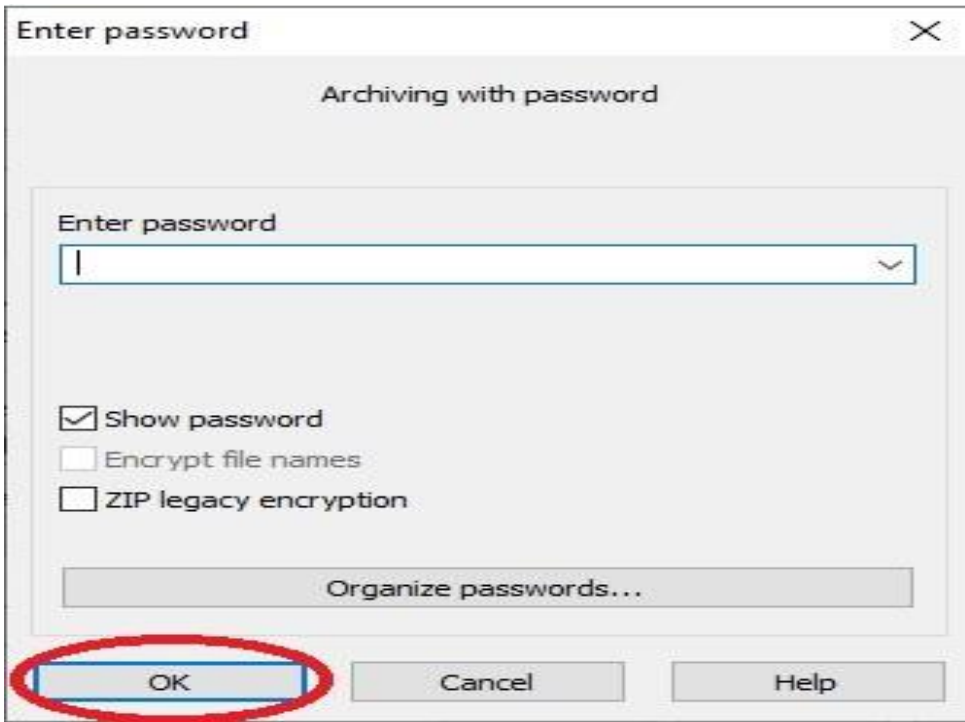 Enter password
Archiving with password
Enter password
Show password
Encrypt file names
ZIP legacy encryption
Organize passwords...
OK Cancel Help